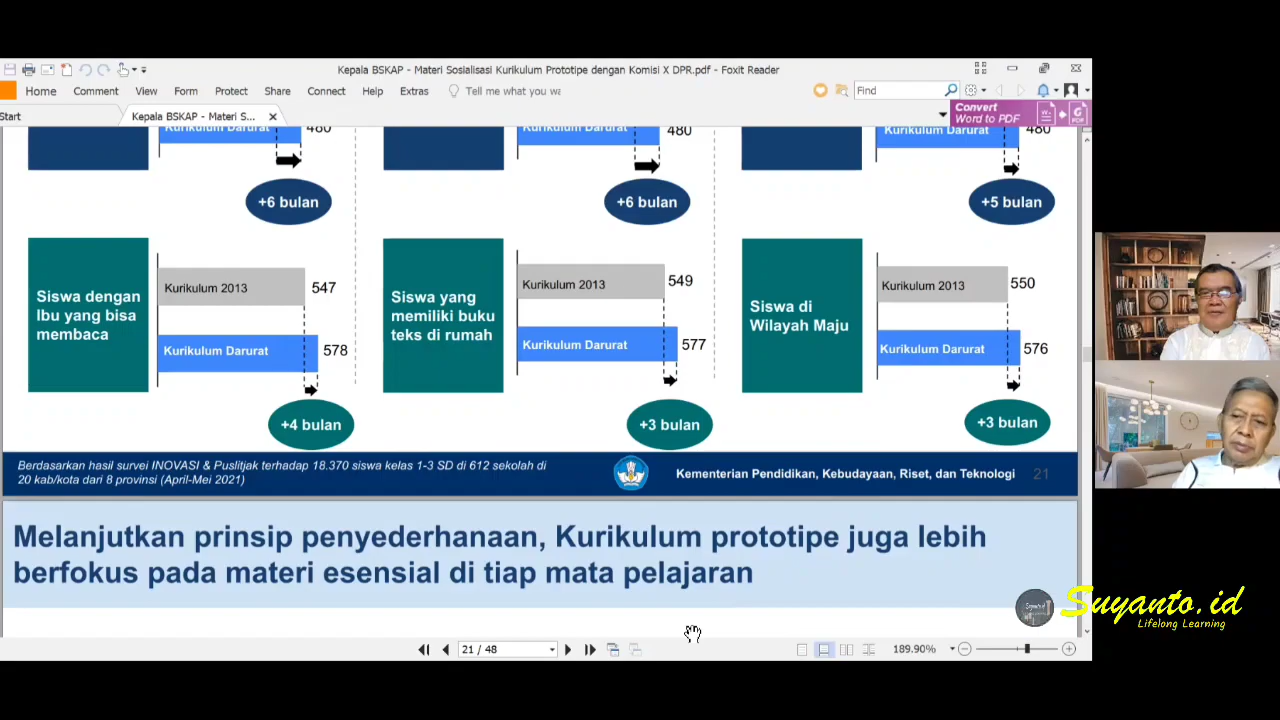 Kepala BSKAP - Materi Sosialisasi Kurikulum Prototipe dengan Komisi X DPR.pdf - Foxit Reader
Home Comment View Form Protect Share Connect Help Extras Tell me what you wa Find
Start Kepala BSKAP - Materi S... Convert
Word to PDF
Kurikulum Darurat 480 Kurikulum Darurat 480 Kurikulum Darurat 480
+6 bulan +6 bulan +5 bulan
Siswa dengan
Ibu yang bisa
membaca
Kurikulum 2013 547
Kurikulum Darurat 578
+4 bulan
Siswa yang
memiliki buku
teks di rumah
Kurikulum 2013 549
Kurikulum Darurat 577
+3 bulan
Siswa di
Wilayah Maju
Kurikulum 2013 550
Kurikulum Darurat 576
+3 bulan
Berdasarkan hasil survei INOVASI & Puslitjak terhadap 18.370 siswa kelas 1-3 SD di 612 sekolah di
20 kab/kota dari 8 provinsi (April-Mei 2021)
Kementerian Pendidikan, Kebudayaan, Riset, dan Teknologi 21
Melanjutkan prinsip penyederhanaan, Kurikulum prototipe juga lebih
berfokus pada materi esensial di tiap mata pelajaran
Suyanto.id
Lifelong Learning
21 / 48 189.90%